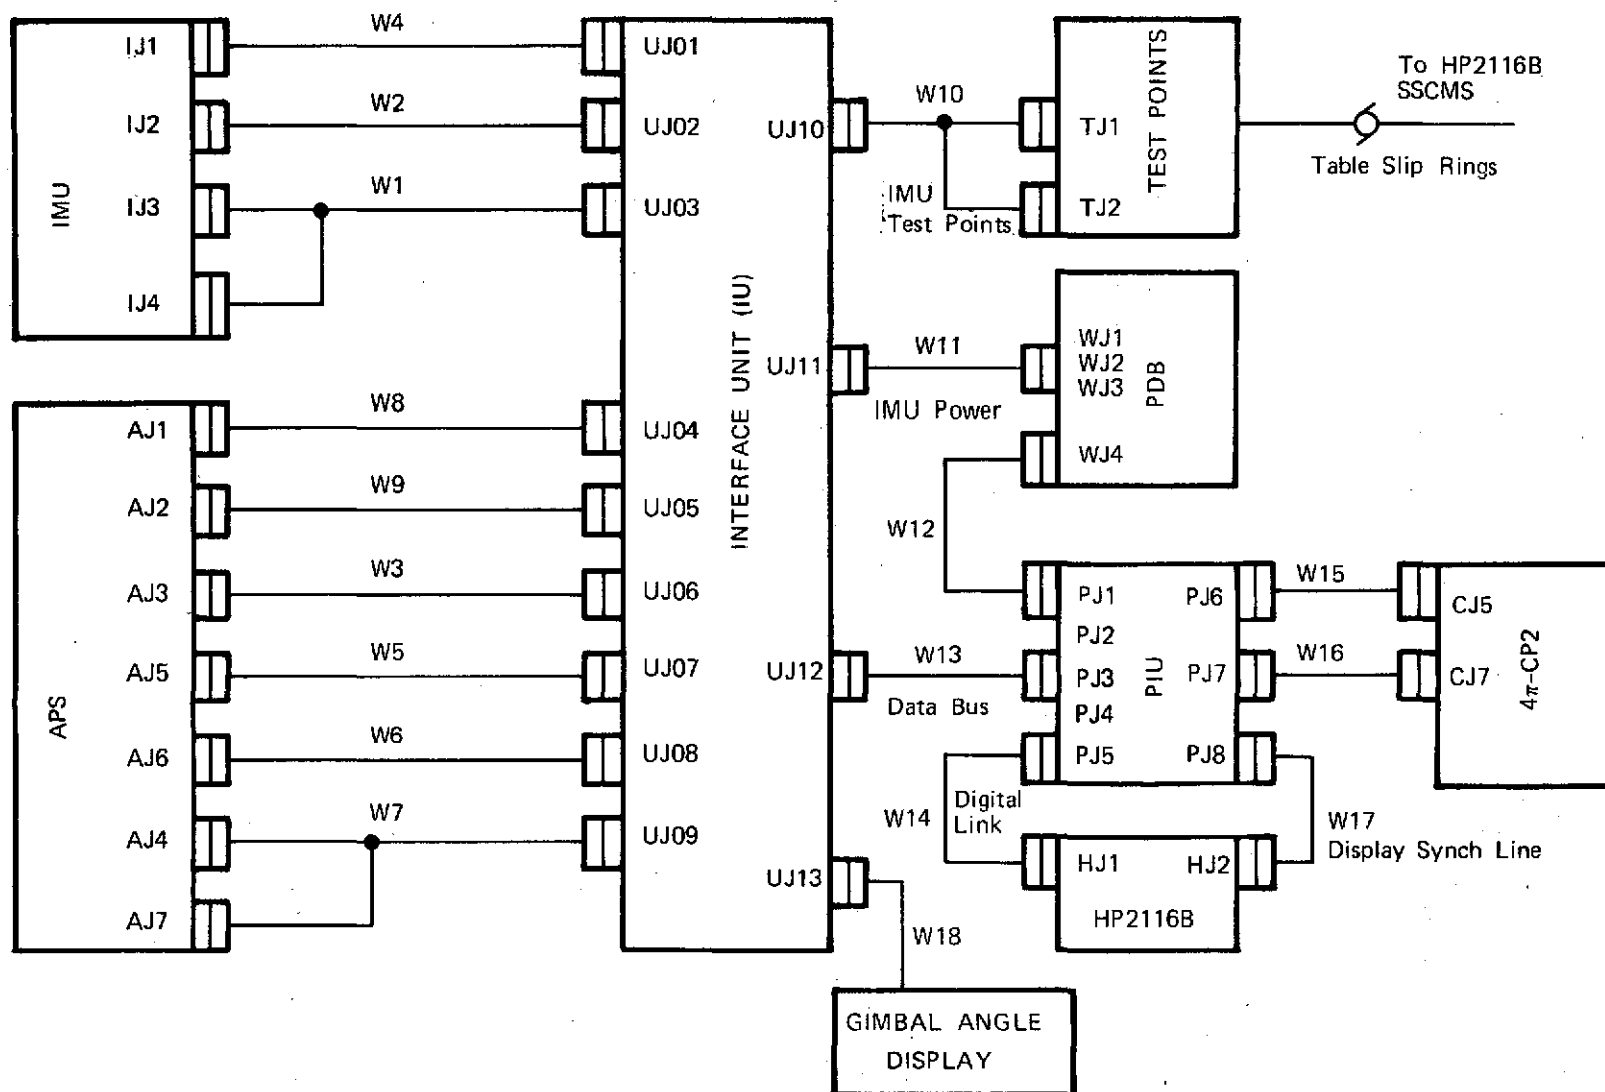 IMU
IJ1
IJ2
IJ3
IJ4
W4
W2
W1
APS
AJ1
AJ2
AJ3
AJ5
AJ6
AJ4
AJ7
W8
W9
W3
W5
W6
W7
INTERFACE UNIT (IU)
UJ01
UJ02
UJ03
UJ04
UJ05
UJ06
UJ07
UJ08
UJ09
UJ10
UJ11
UJ12
UJ13
W10
IMU
Test Points
TEST POINTS
TJ1
TJ2
To HP2116B
SSCMS
Table Slip Rings
W11
IMU Power
WJ1
WJ2
WJ3
WJ4
PDB
W12
W13
Data Bus
PJ1
PJ2
PJ3
PJ4
PJ5
PIU
PJ6
PJ7
PJ8
W15
W16
CJ5
CJ7
4π-CP2
W14
Digital
Link
W17
Display Synch Line
HJ1
HJ2
HP2116B
W18
GIMBAL ANGLE
DISPLAY